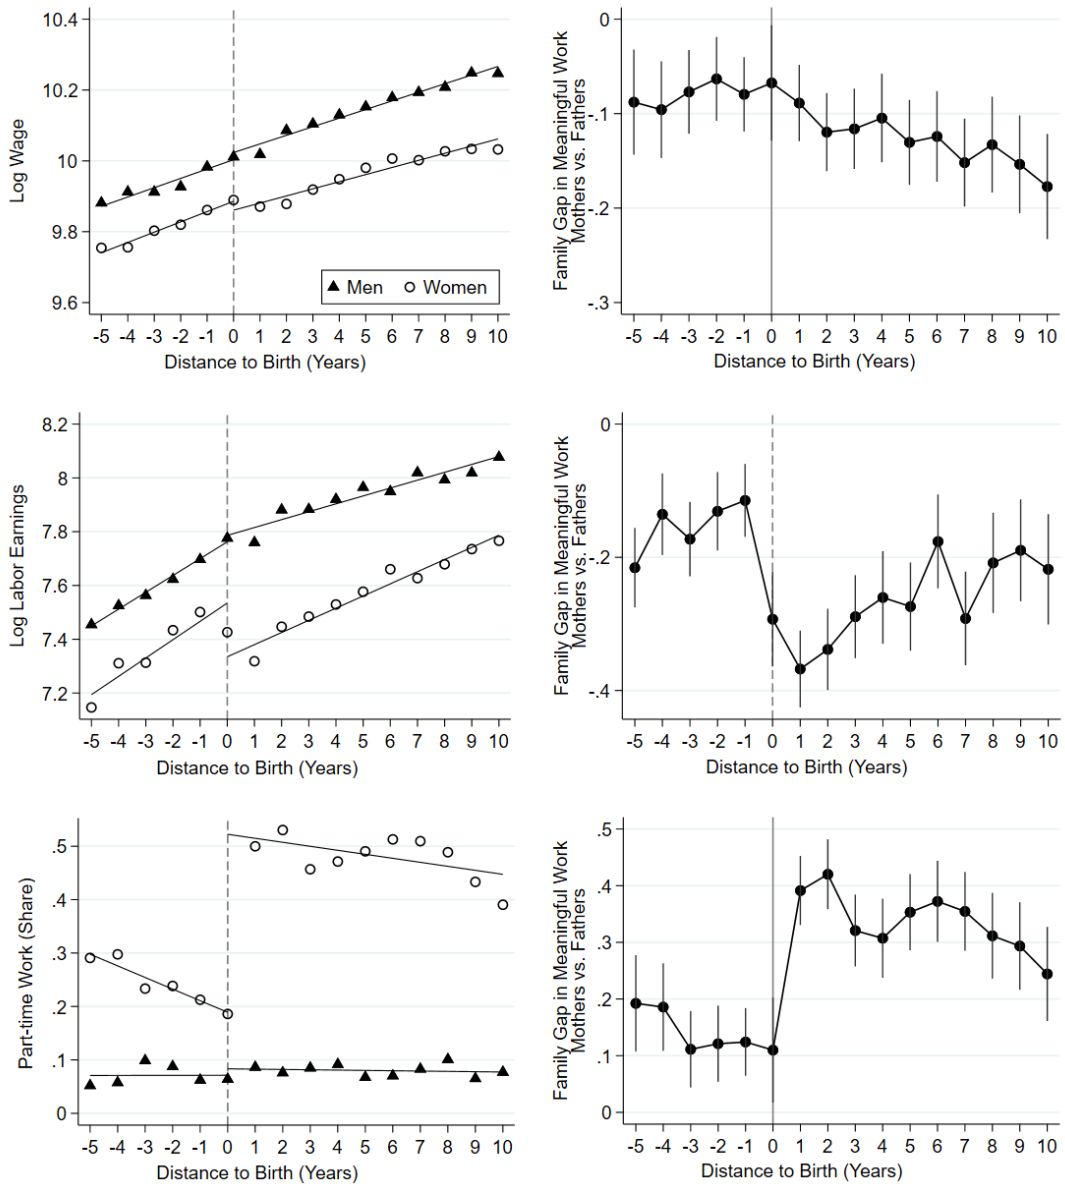 10.4
10.2
10
9.8
9.6
Log Wage
Men
Women
-5 -4 -3 -2 -1 0 1 2 3 4 5 6 7 8 9 10
Distance to Birth (Years)
0
-.1
-.2
-.3
Family Gap in Meaningful Work
Mothers vs. Fathers
-5 -4 -3 -2 -1 0 1 2 3 4 5 6 7 8 9 10
Distance to Birth (Years)
8.2
8
7.8
7.6
7.4
7.2
Log Labor Earnings
-5 -4 -3 -2 -1 0 1 2 3 4 5 6 7 8 9 10
Distance to Birth (Years)
0
-.2
-.4
Family Gap in Meaningful Work
Mothers vs. Fathers
-5 -4 -3 -2 -1 0 1 2 3 4 5 6 7 8 9 10
Distance to Birth (Years)
.5
.4
.3
.2
.1
0
Part-time Work (Share)
-5 -4 -3 -2 -1 0 1 2 3 4 5 6 7 8 9 10
Distance to Birth (Years)
.5
.4
.3
.2
.1
0
Family Gap in Meaningful Work
Mothers vs. Fathers
-5 -4 -3 -2 -1 0 1 2 3 4 5 6 7 8 9 10
Distance to Birth (Years)